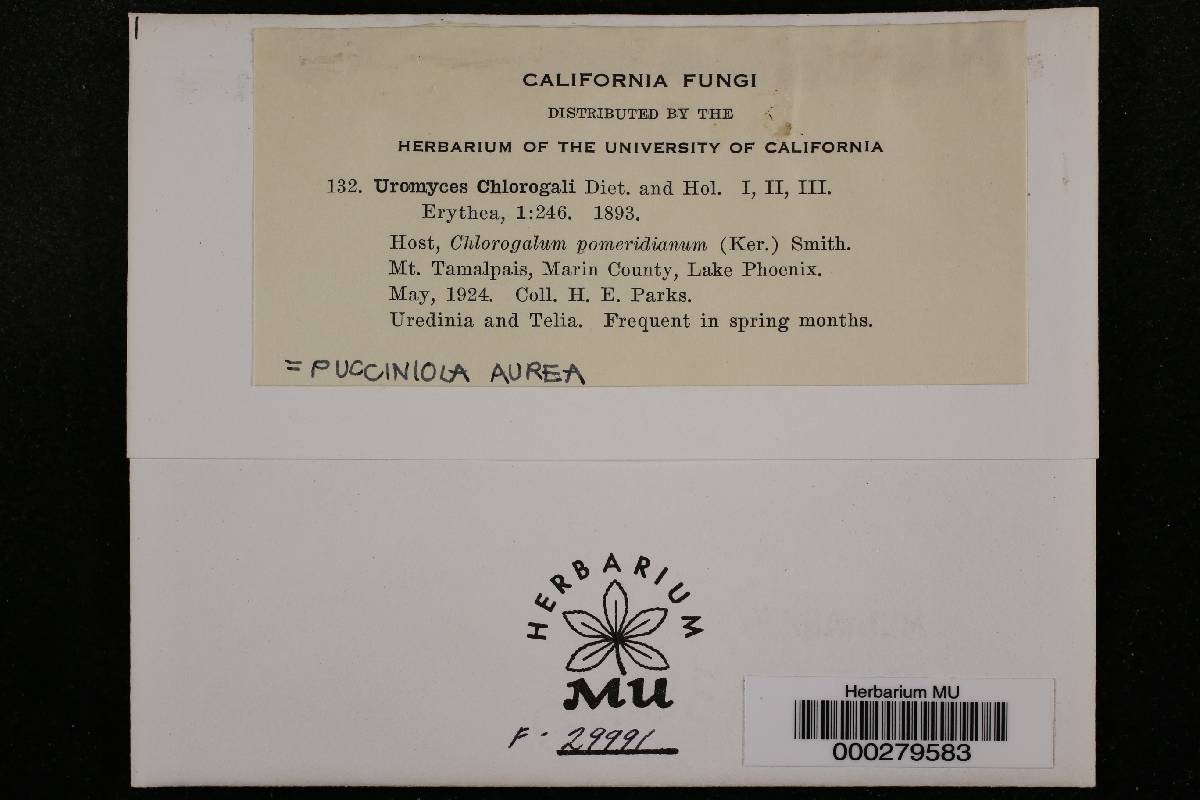 CALIFORNIA FUNGI
DISTRIBUTED BY THE
HERBARIUM OF THE UNIVERSITY OF CALIFORNIA
132. Uromyces Chlorogali Diet. and Hol. I, II, III.
Erythea, 1:246. 1893.
Host, Chlorogalum pomeridianum (Ker.) Smith.
Mt. Tamalpais, Marin County, Lake Phoenix.
May, 1924. Coll. H. E. Parks.
Uredinia and Telia. Frequent in spring months.
= PUCCINIOLA AUREA
HERBARIUM
MU
F - 29991
Herbarium MU
000279583